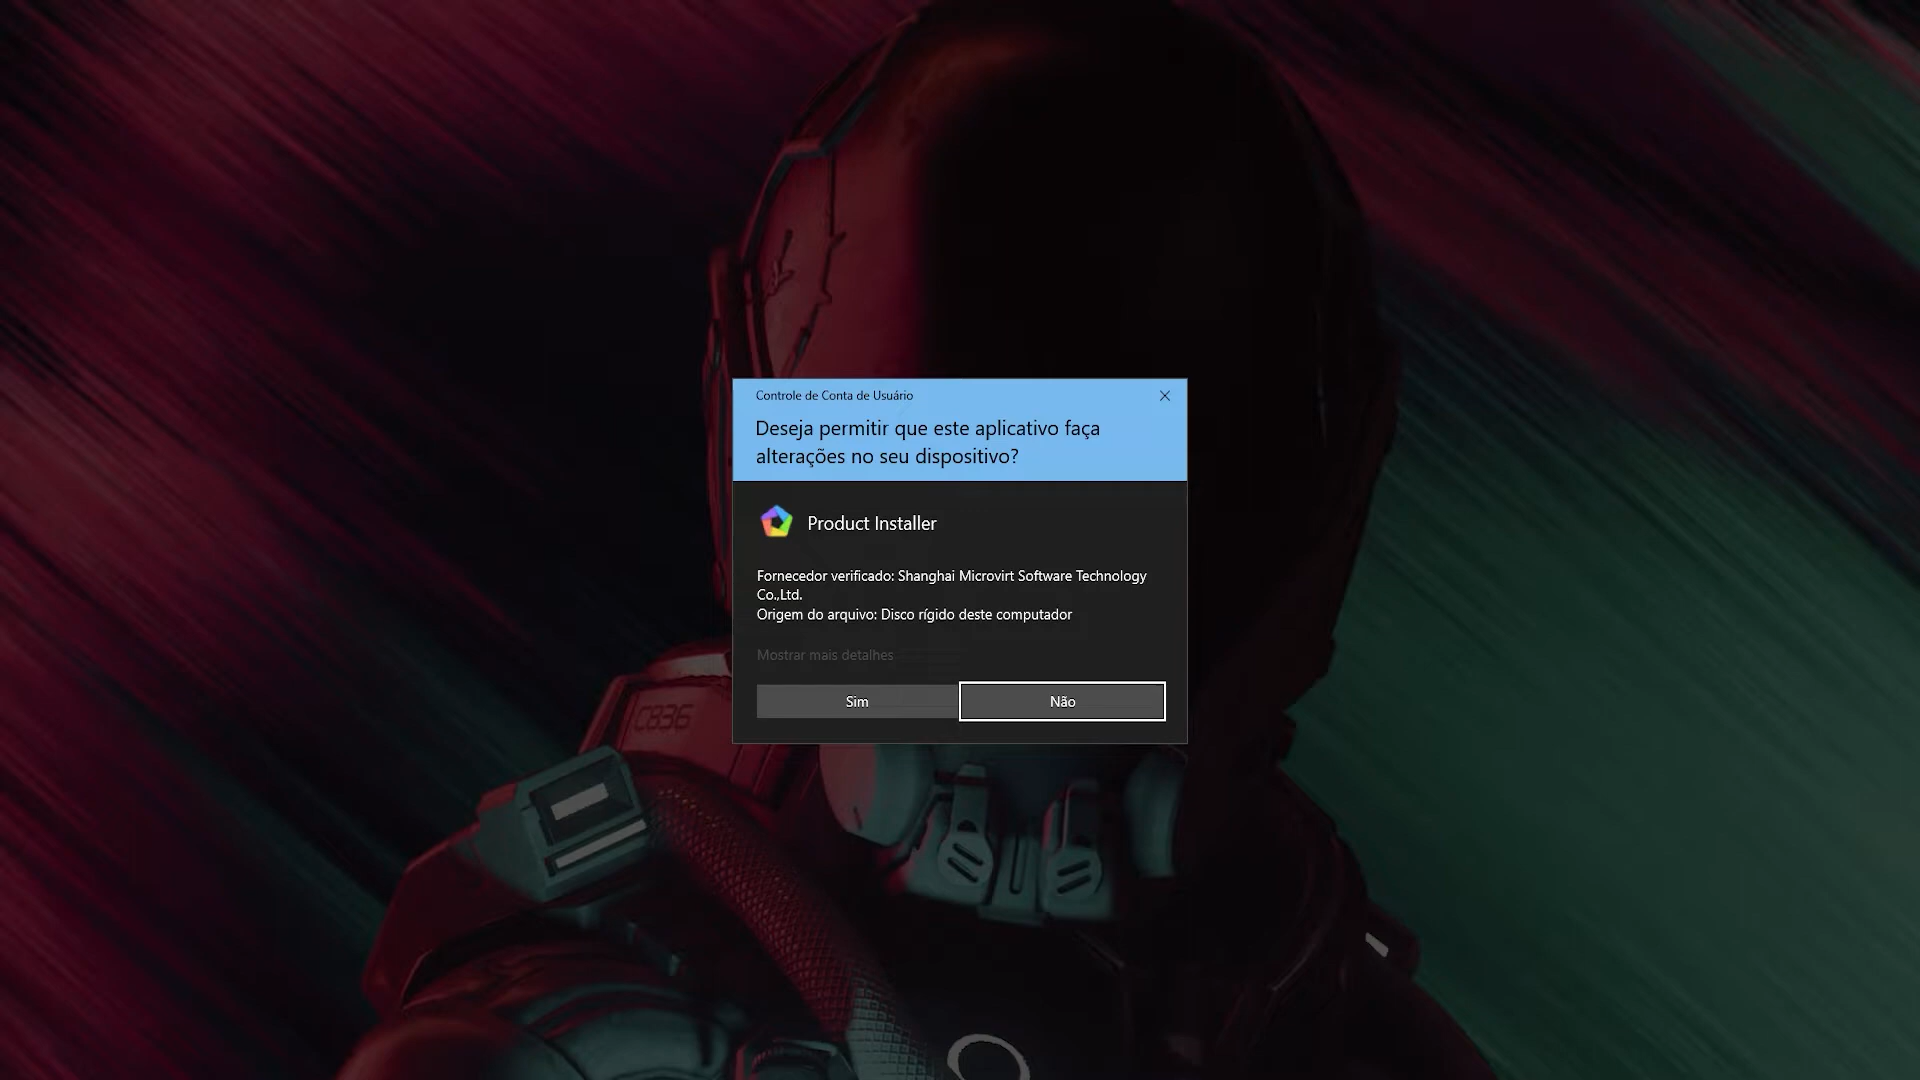 Controle de Conta de Usuário
Deseja permitir que este aplicativo faça
alterações no seu dispositivo?
Product Installer
Fornecedor verificado: Shanghai Microvirt Software Technology
Co.,Ltd.
Origem do arquivo: Disco rígido deste computador
Mostrar mais detalhes
Sim
Não
C836